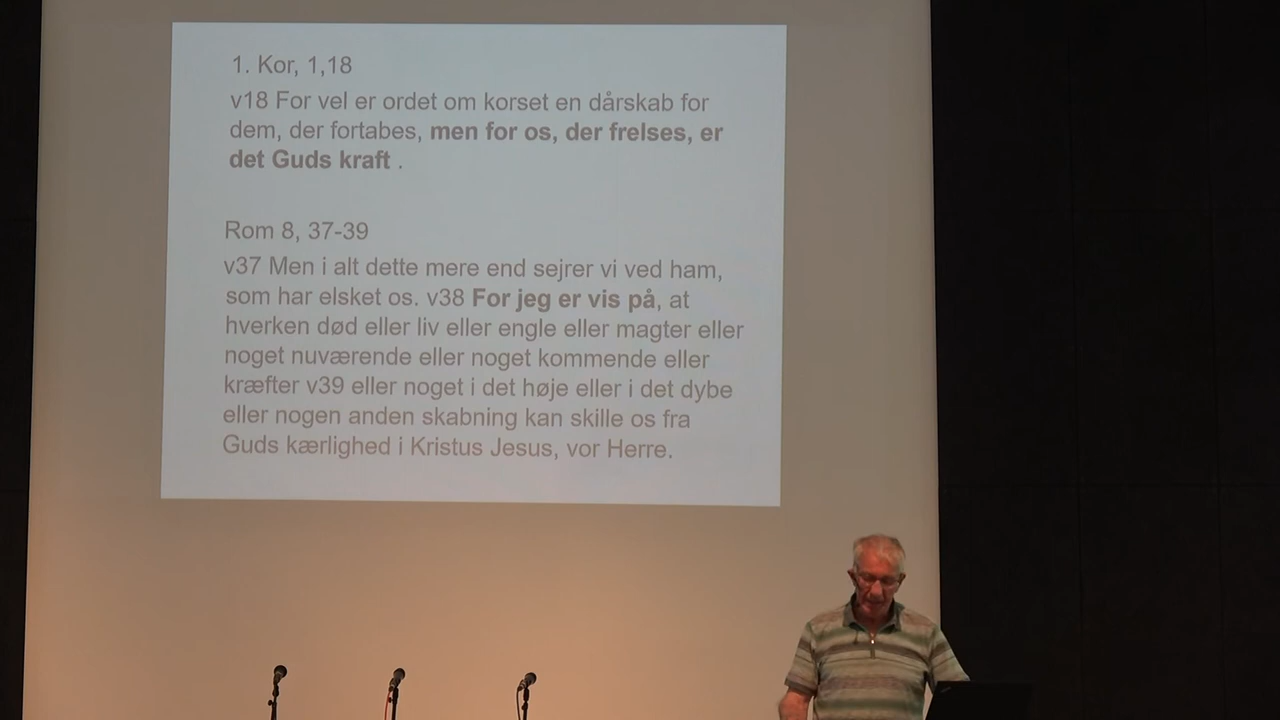 1. Kor, 1,18
v18 For vel er ordet om korset en dårskab for
dem, der fortabes, men for os, der frelses, er
det Guds kraft .
Rom 8, 37-39
v37 Men i alt dette mere end sejrer vi ved ham,
som har elsket os. v38 For jeg er vis på, at
hverken død eller liv eller engle eller magter eller
noget nuværende eller noget kommende eller
kræfter v39 eller noget i det høje eller i det dybe
eller nogen anden skabning kan skille os fra
Guds kærlighed i Kristus Jesus, vor Herre.